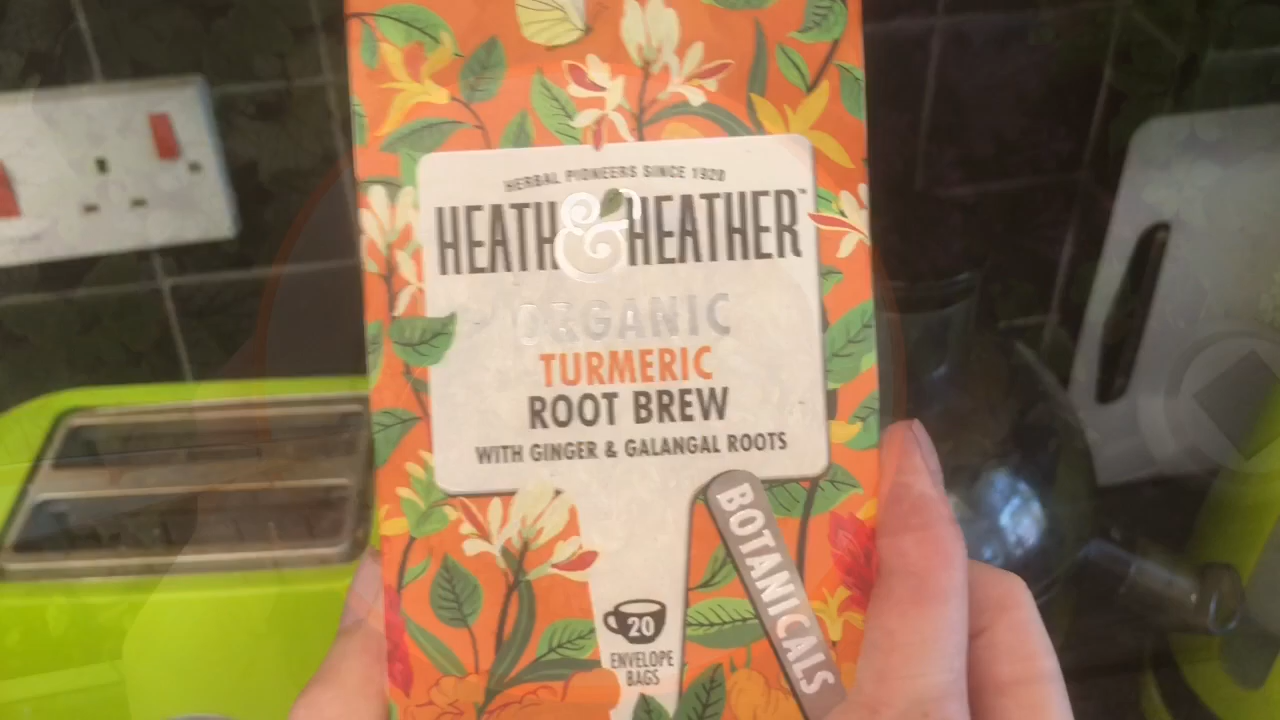 HERBAL PIONEERS SINCE 1920
HEATH & HEATHER™
ORGANIC
TURMERIC
ROOT BREW
WITH GINGER & GALANGAL ROOTS
BOTANICALS
20
ENVELOPE
BAGS